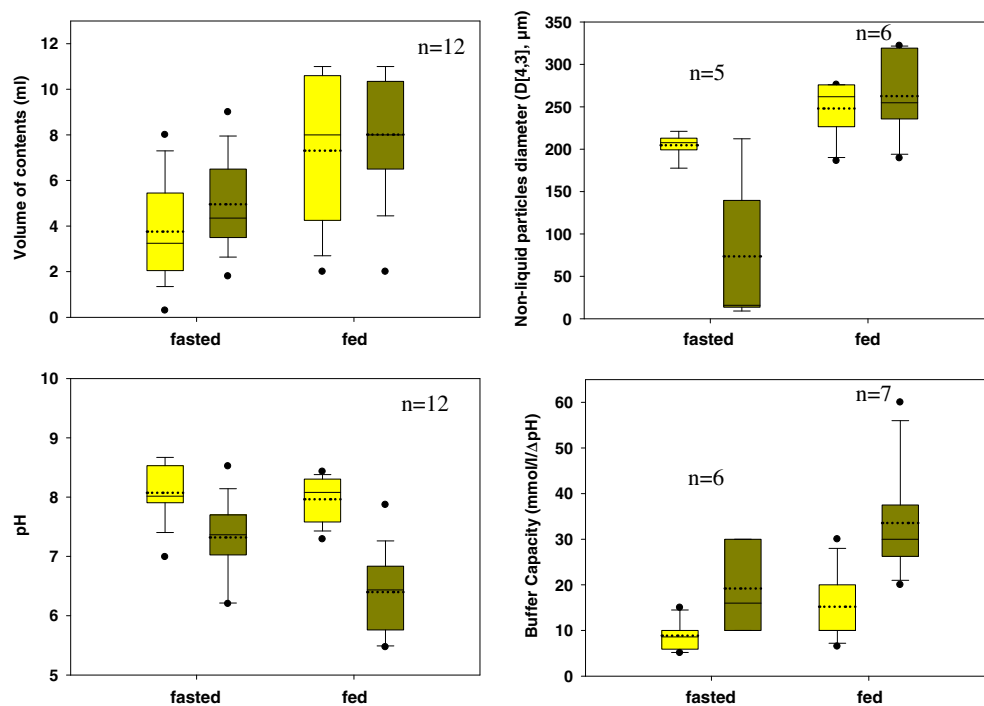 Volume of contents (ml)
12
10
8
6
4
2
0
n=12
fasted
fed
Non-liquid particles diameter (D[4,3], µm)
350
300
250
200
150
100
50
0
n=5
n=6
fasted
fed
pH
10
9
8
7
6
5
n=12
fasted
fed
Buffer Capacity (mmol/l/ΔpH)
60
50
40
30
20
10
0
n=6
n=7
fasted
fed